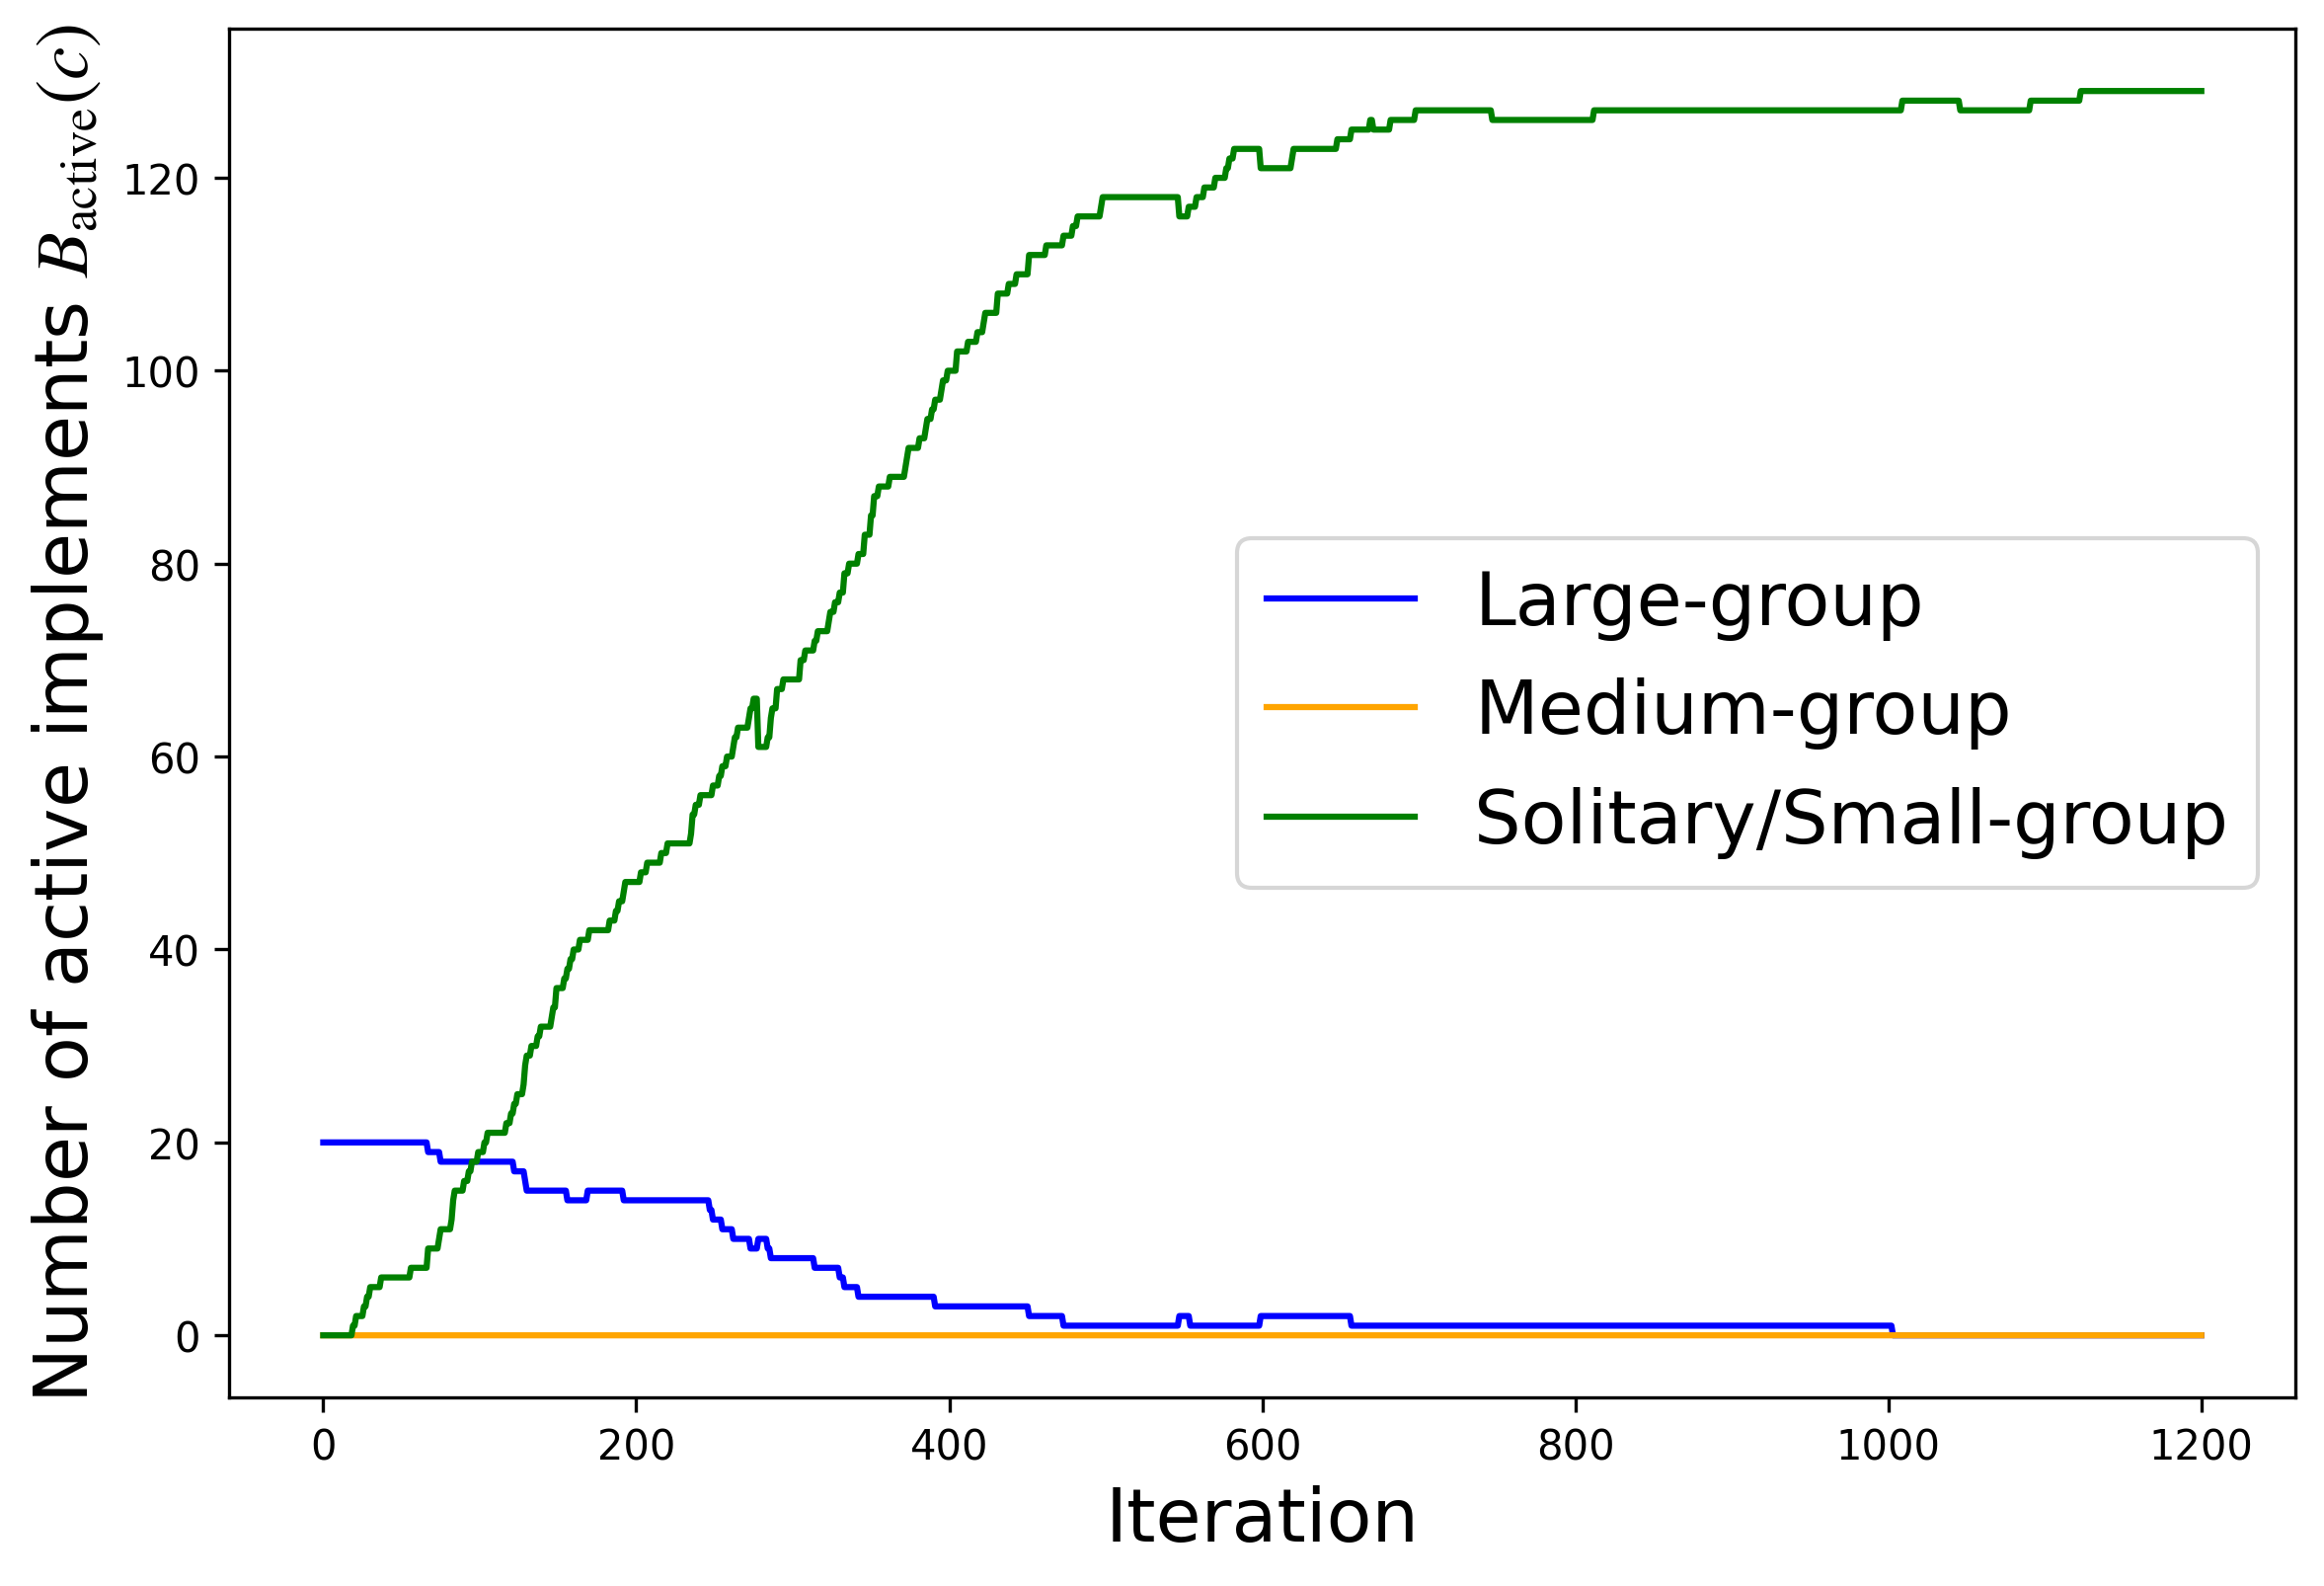 Number of active implements B_active(c)
120
100
80
60
40
20
0
Large-group
Medium-group
Solitary/Small-group
0 200 400 600 800 1000 1200
Iteration